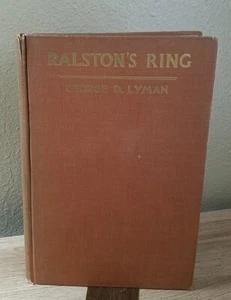 RALSTON'S RING
GEORGE D. LYMAN